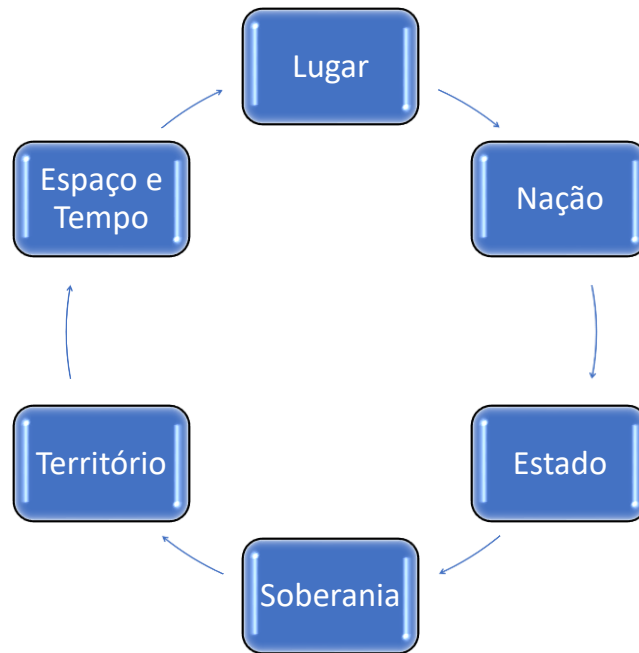 Lugar
Nação
Estado
Soberania
Território
Espaço e
Tempo